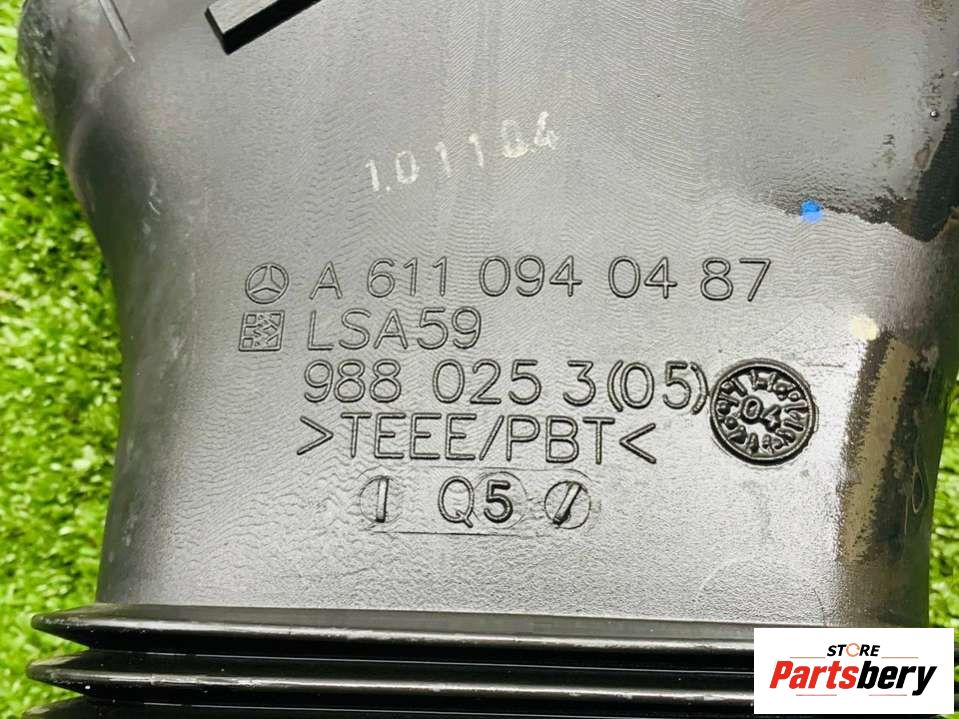 1.01104
A 611 094 04 87
LSA59
988 025 3(05)
>TEEE/PBT<
04
Q5
STORE
Partsbery